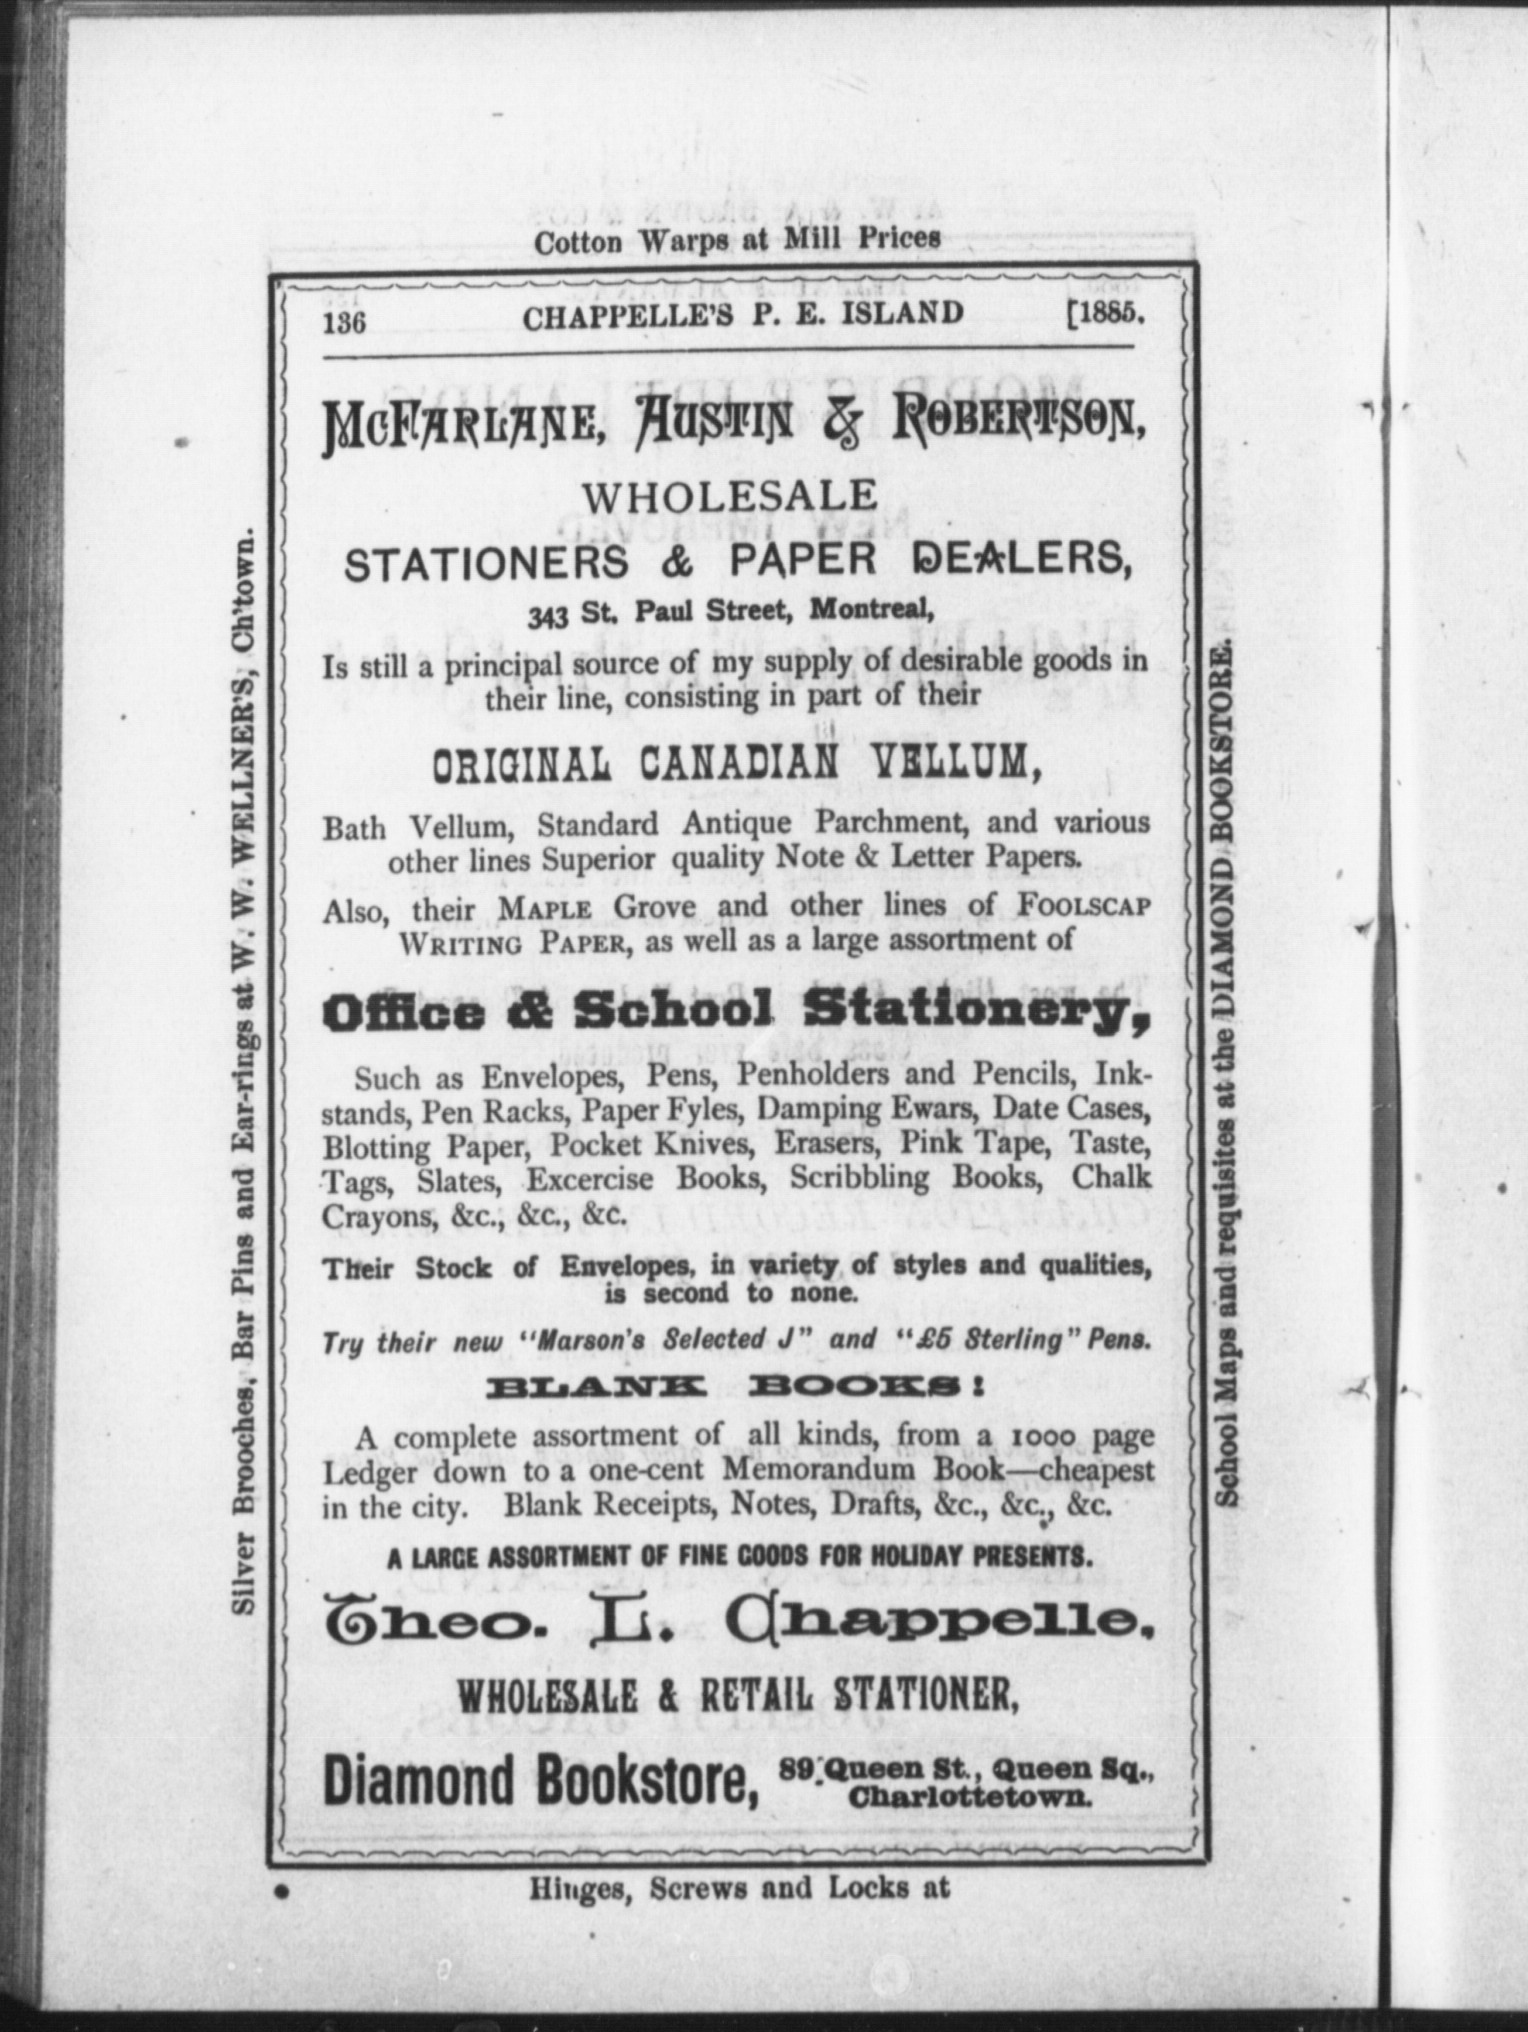 Cotton Warps at Mill Prices
136 CHAPPELLE'S P. E. ISLAND [1885.
McFARLANE, AUSTIN & ROBERTSON,
WHOLESALE
STATIONERS & PAPER DEALERS,
343 St. Paul Street, Montreal,
Is still a principal source of my supply of desirable goods in
their line, consisting in part of their
ORIGINAL CANADIAN VELLUM,
Bath Vellum, Standard Antique Parchment, and various
other lines Superior quality Note & Letter Papers.
Also, their MAPLE Grove and other lines of FOOLSCAP
WRITING PAPER, as well as a large assortment of
Office & School Stationery,
Such as Envelopes, Pens, Penholders and Pencils, Ink-
stands, Pen Racks, Paper Fyles, Damping Ewars, Date Cases,
Blotting Paper, Pocket Knives, Erasers, Pink Tape, Taste,
Tags, Slates, Excercise Books, Scribbling Books, Chalk
Crayons, &c., &c., &c.
Their Stock of Envelopes, in variety of styles and qualities,
is second to none.
Try their new "Marson's Selected J" and "£5 Sterling" Pens.
BLANK BOOKS!
A complete assortment of all kinds, from a 1000 page
Ledger down to a one-cent Memorandum Book—cheapest
in the city. Blank Receipts, Notes, Drafts, &c., &c., &c.
A LARGE ASSORTMENT OF FINE GOODS FOR HOLIDAY PRESENTS.
Theo. L. Chappelle,
WHOLESALE & RETAIL STATIONER,
Diamond Bookstore, 89 Queen St., Queen Sq.,
Charlottetown.
Hinges, Screws and Locks at
Silver Brooches, Bar Pins and Ear-rings at W. W. WELLNER'S, Ch'town.
School Maps and requisites at the DIAMOND BOOKSTORE.